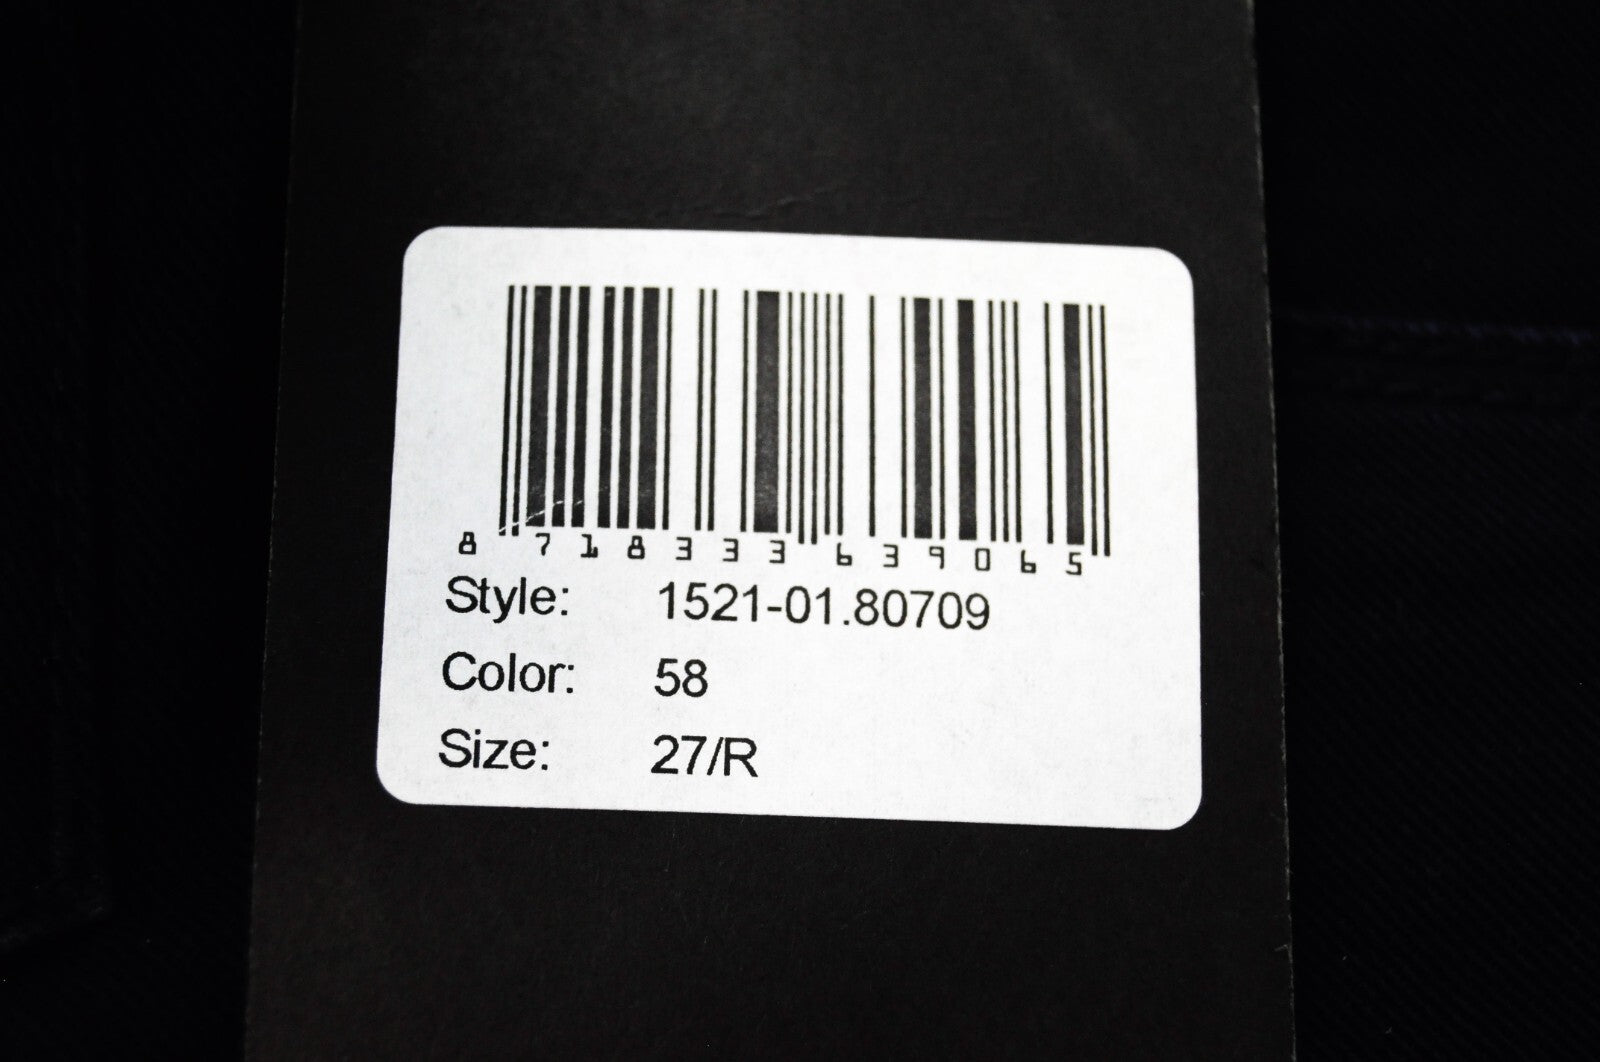 8 718333 639065
Style: 1521-01.80709
Color: 58
Size: 27/R